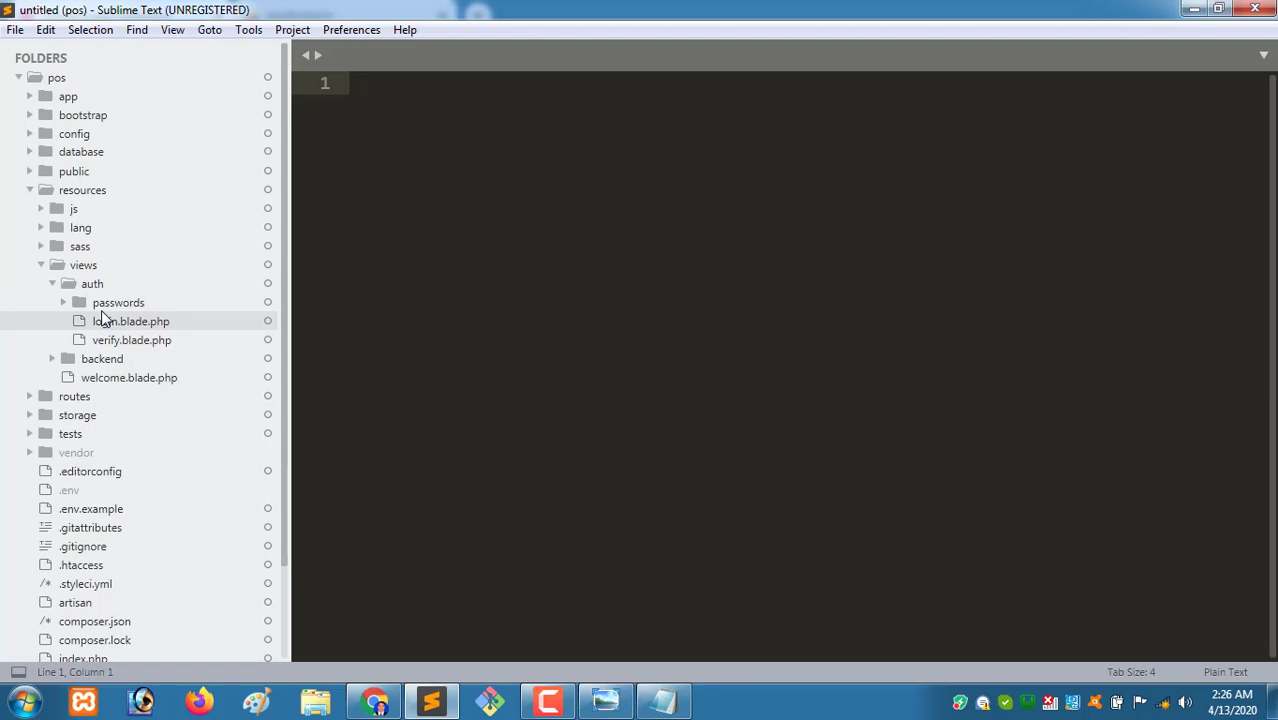 untitled (pos) - Sublime Text (UNREGISTERED)
File Edit Selection Find View Goto Tools Project Preferences Help
FOLDERS
pos
app
bootstrap
config
database
public
resources
js
lang
sass
views
auth
passwords
login.blade.php
verify.blade.php
backend
welcome.blade.php
routes
storage
tests
vendor
.editorconfig
.env
.env.example
.gitattributes
.gitignore
.htaccess
/* .styleci.yml
artisan
/* composer.json
composer.lock
index.php
1
Line 1, Column 1 Tab Size: 4 Plain Text
2:26 AM
4/13/2020